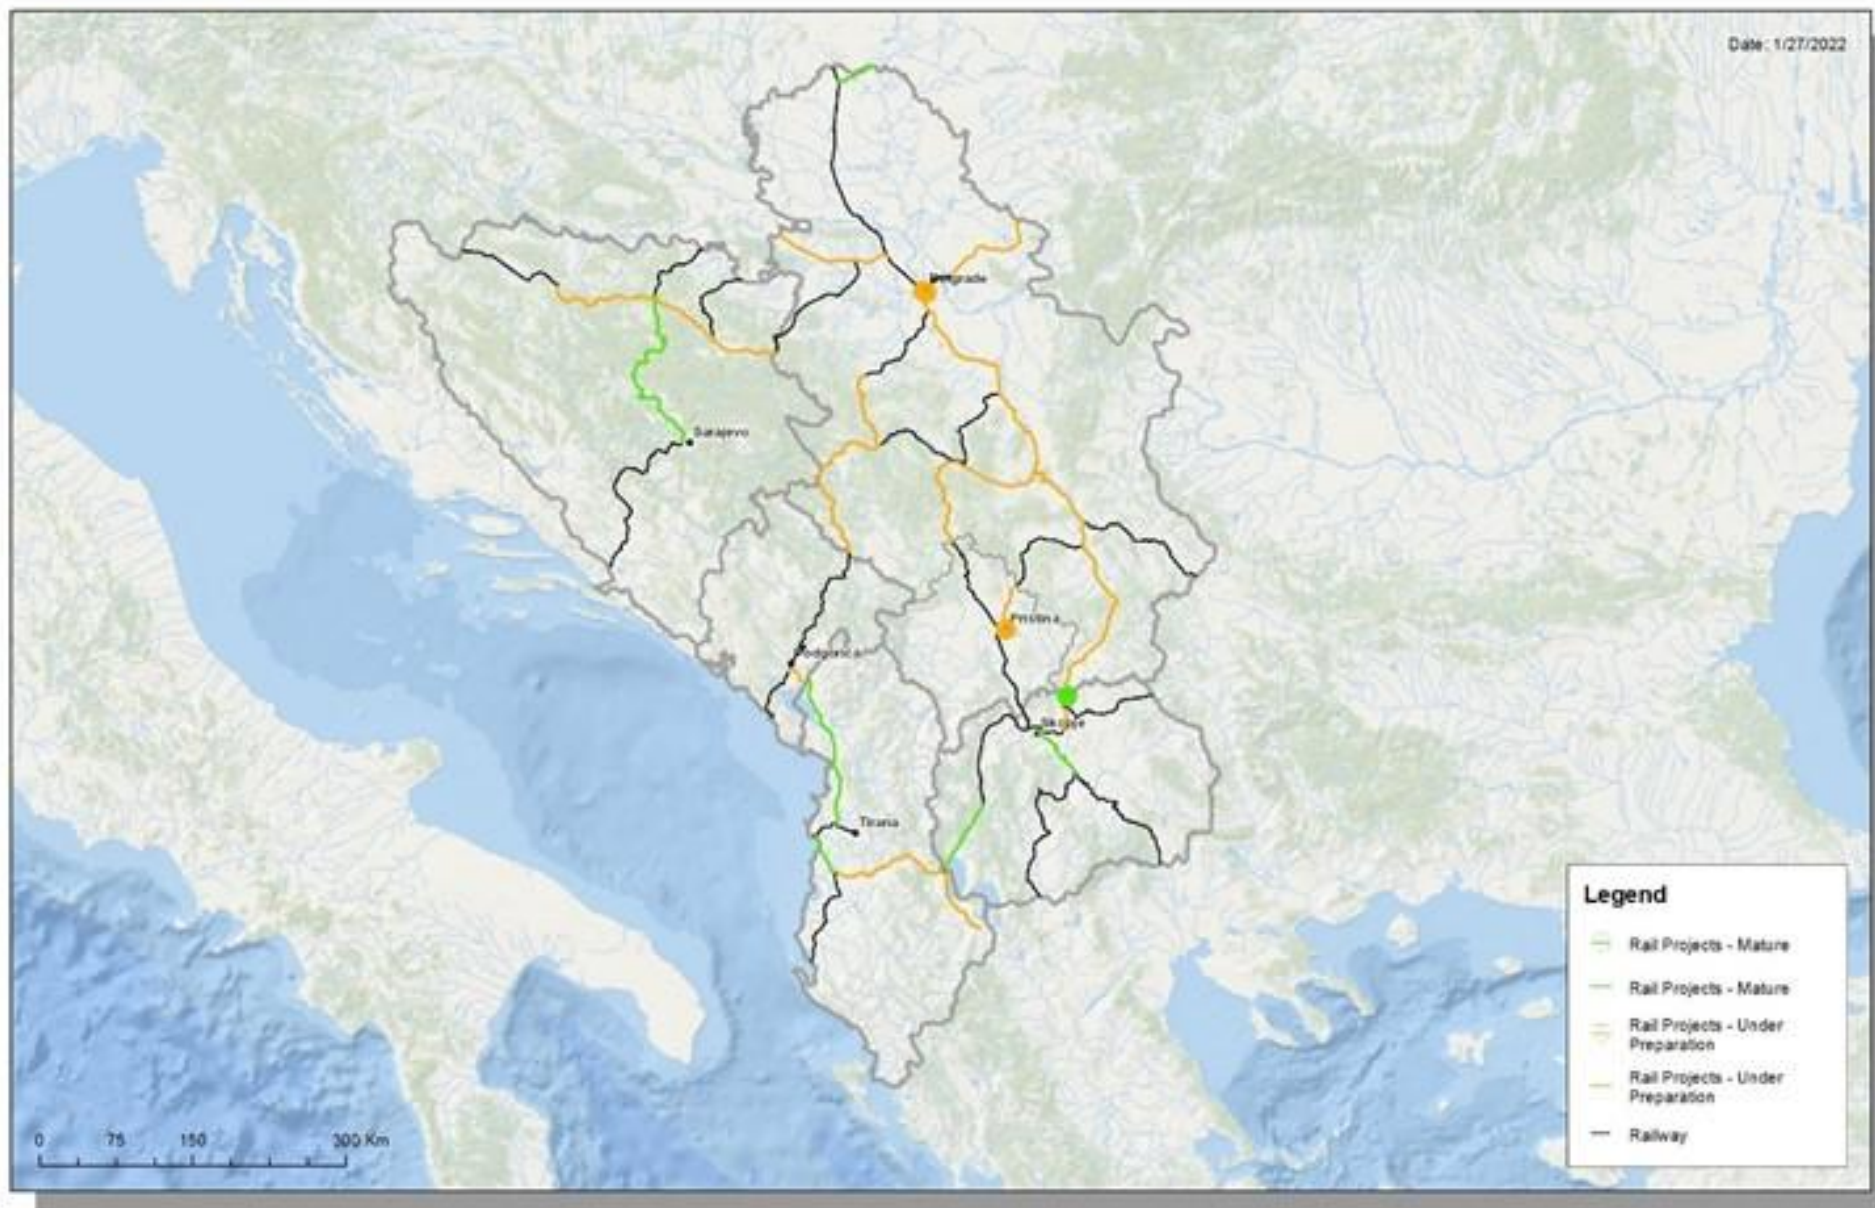 Date: 1/27/2022
Belgrade
Sarajevo
Pristina
Podgorica
Skopje
Tirana
Legend
Rail Projects - Mature
Rail Projects - Mature
Rail Projects - Under
Preparation
Rail Projects - Under
Preparation
Railway
0 75 150 300 Km